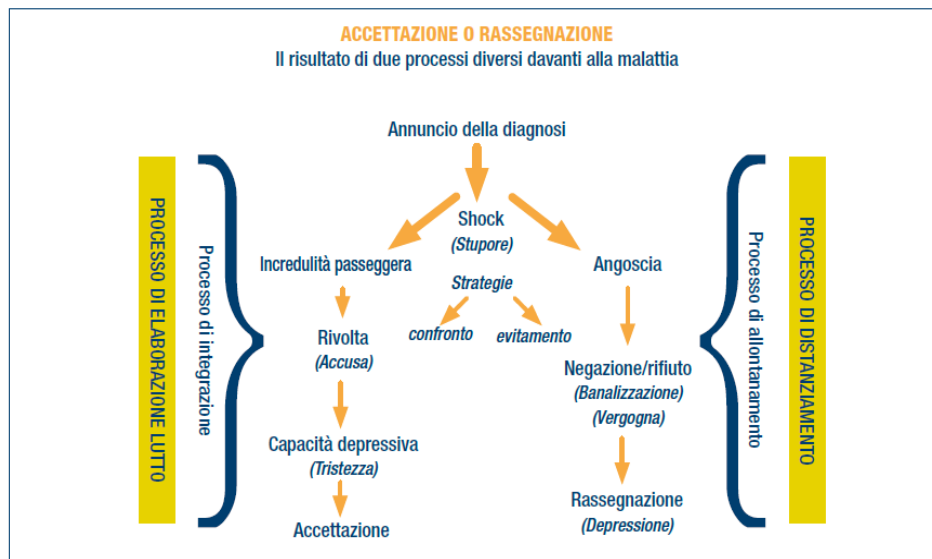 ACCETTAZIONE O RASSEGNAZIONE
Il risultato di due processi diversi davanti alla malattia
Annuncio della diagnosi
PROCESSO DI ELABORAZIONE LUTTO
Processo di integrazione
Shock
(Stupore)
Incredulità passeggera
Angoscia
Strategie
confronto
evitamento
Rivolta
(Accusa)
Negazione/rifiuto
(Banalizzazione)
(Vergogna)
Capacità depressiva
(Tristezza)
Rassegnazione
(Depressione)
Accettazione
Processo di allontanamento
PROCESSO DI DISTANZIAMENTO